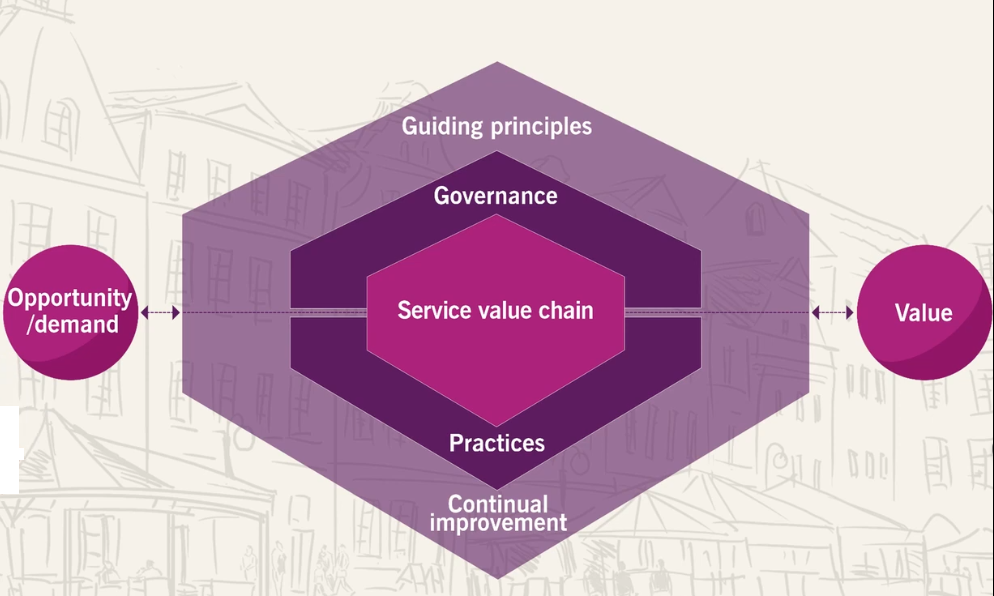 Guiding principles
Governance
Opportunity
/demand
Service value chain
Value
Practices
Continual
improvement